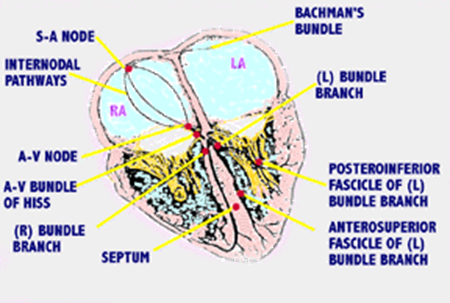 BACHMAN'S
BUNDLE
S-A NODE
INTERNODAL
PATHWAYS
LA
(L) BUNDLE
BRANCH
RA
A-V NODE
A-V BUNDLE
OF HISS
(R) BUNDLE
BRANCH
SEPTUM
POSTEROINFERIOR
FASCICLE OF (L)
BUNDLE BRANCH
ANTEROSUPERIOR
FASCICLE OF (L)
BUNDLE BRANCH